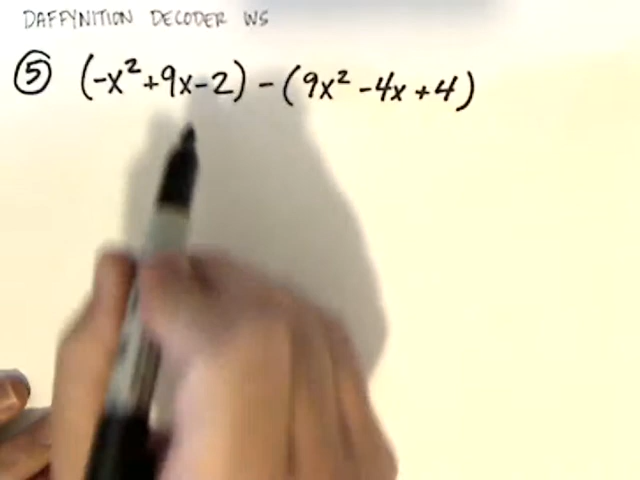 DAFFYNITION DECODER WS
⑤ (-x² + 9x - 2) - (9x² - 4x + 4)